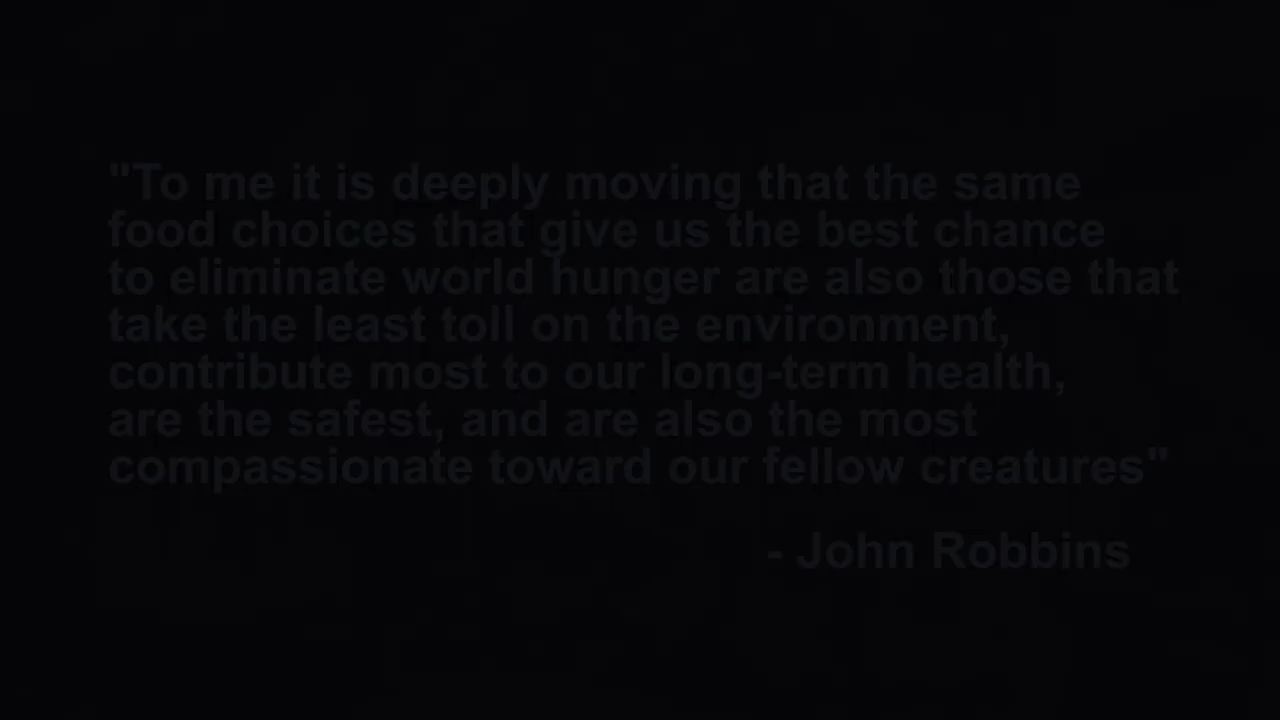 "To me it is deeply moving that the same
food choices that give us the best chance
to eliminate world hunger are also those that
take the least toll on the environment,
contribute most to our long-term health,
are the safest, and are also the most
compassionate toward our fellow creatures"
- John Robbins